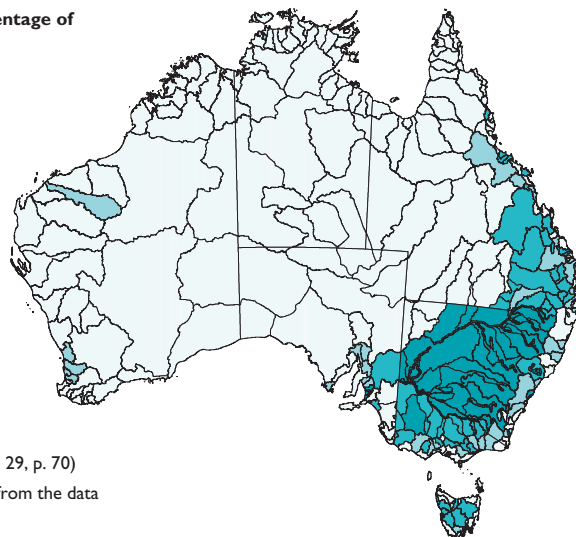 entage of
29, p. 70)
from the data